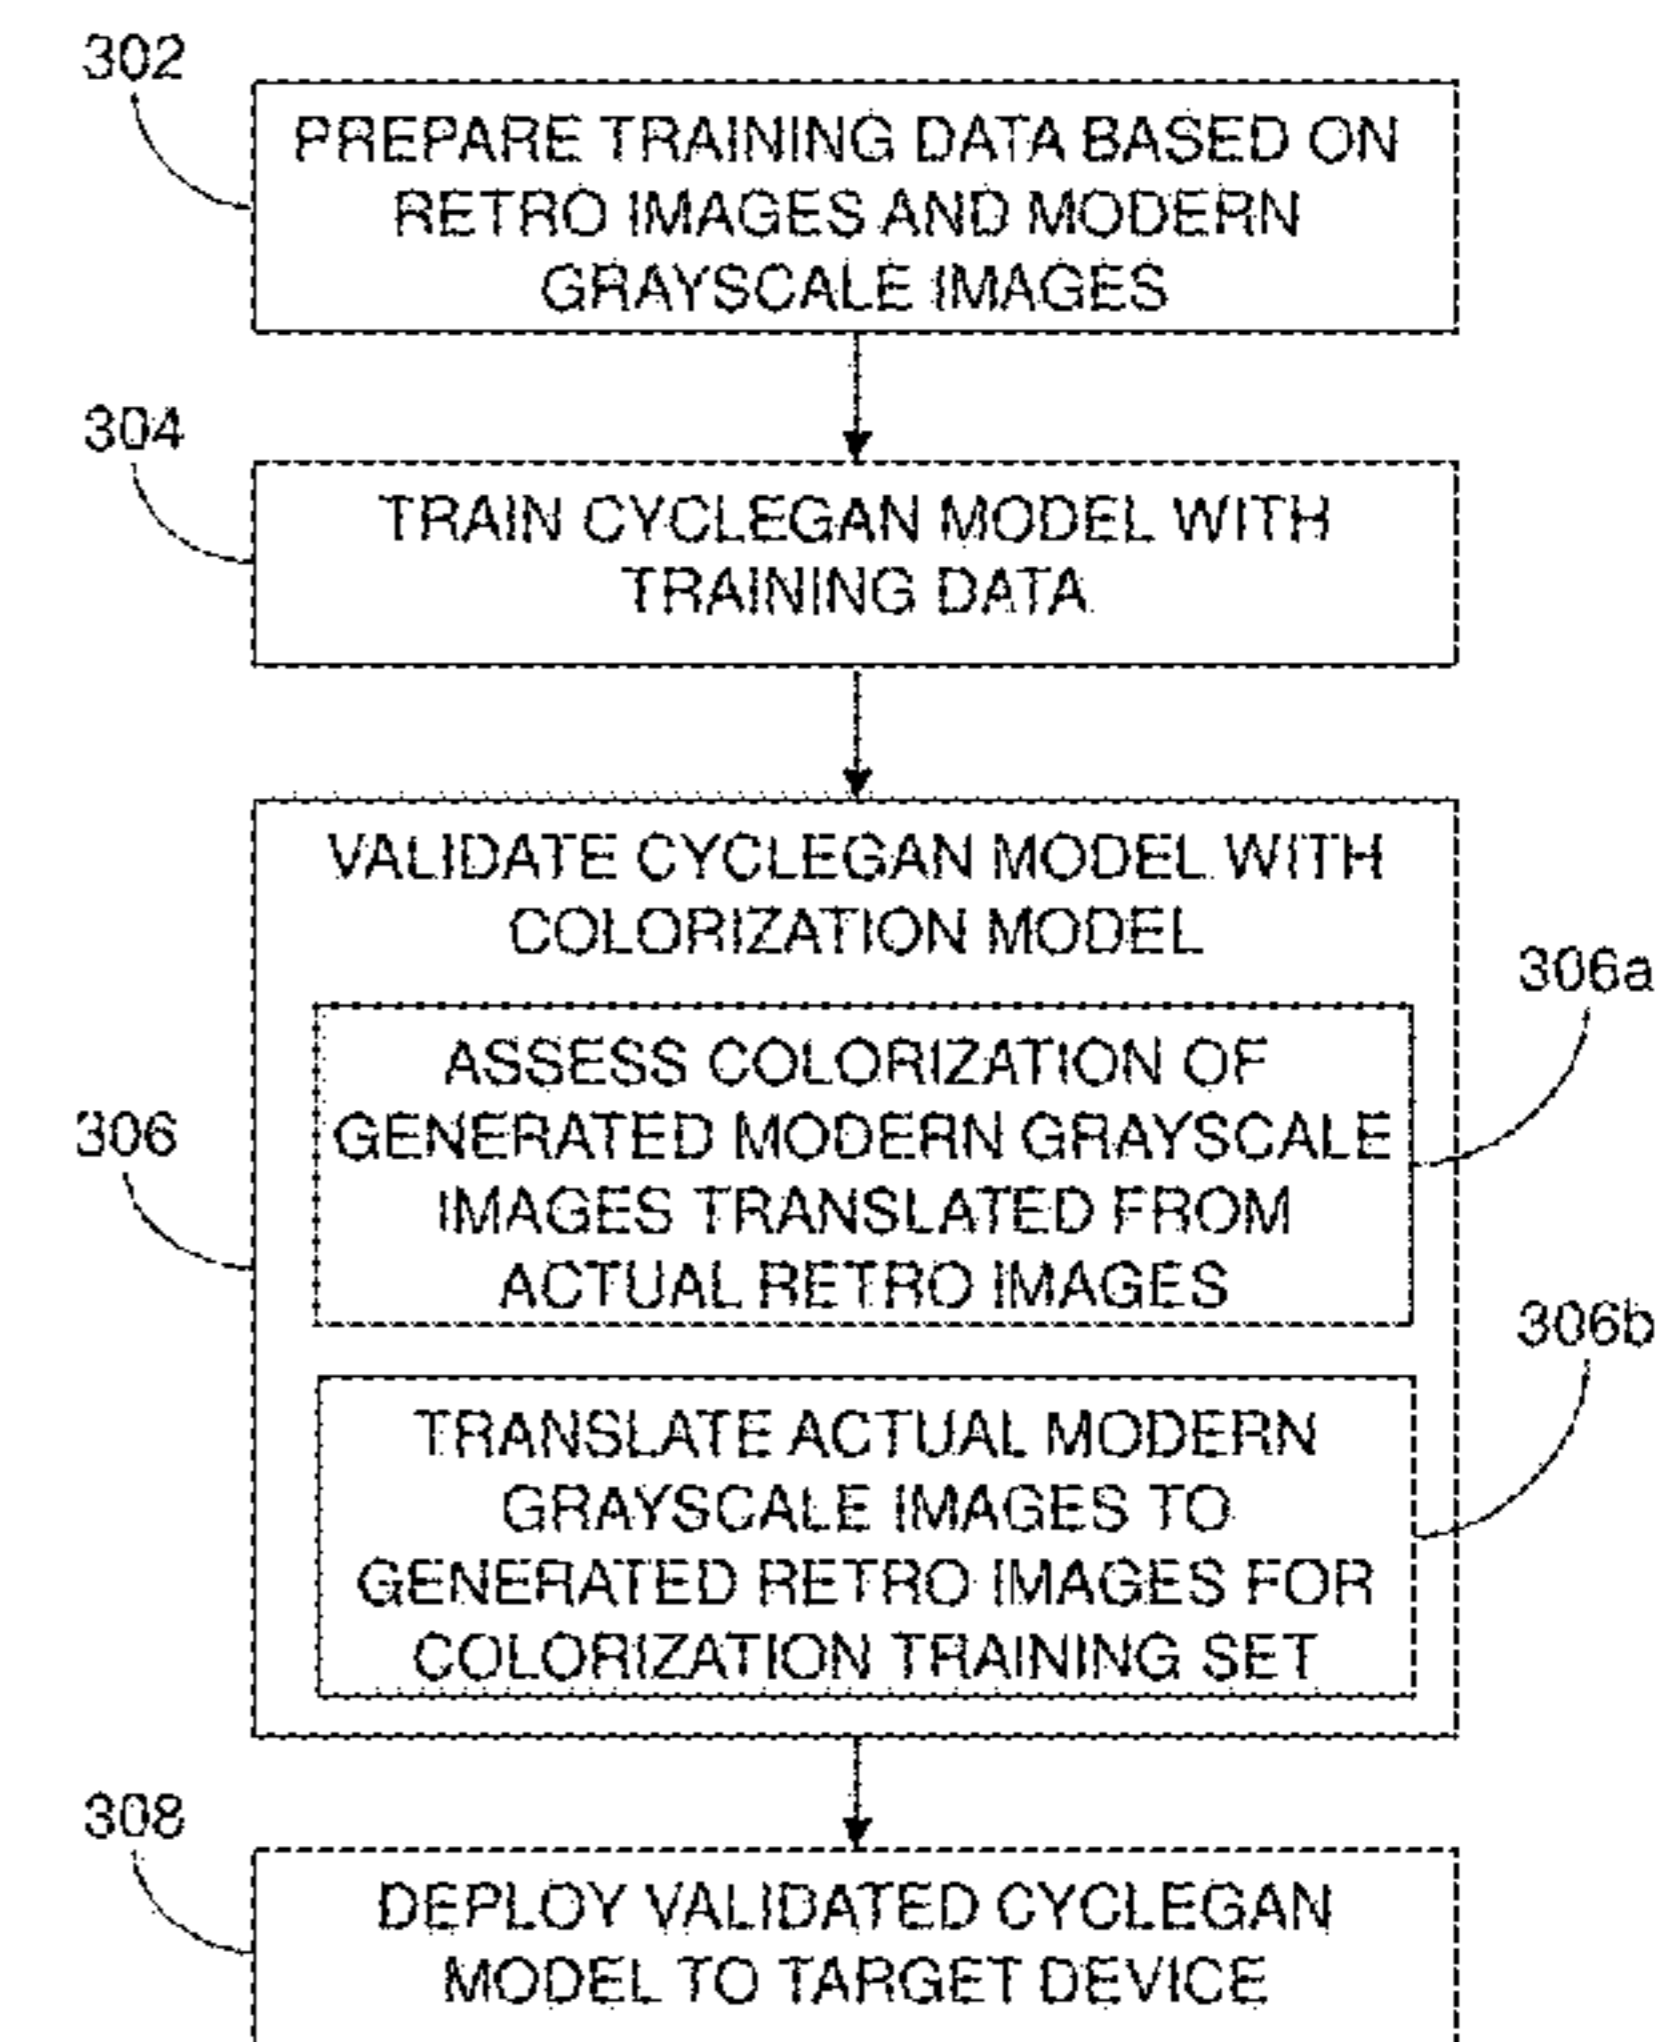 302
PREPARE TRAINING DATA BASED ON
RETRO IMAGES AND MODERN
GRAYSCALE IMAGES
304
TRAIN CYCLEGAN MODEL WITH
TRAINING DATA
VALIDATE CYCLEGAN MODEL WITH
COLORIZATION MODEL
306a
ASSESS COLORIZATION OF
GENERATED MODERN GRAYSCALE
IMAGES TRANSLATED FROM
ACTUAL RETRO IMAGES
306
306b
TRANSLATE ACTUAL MODERN
GRAYSCALE IMAGES TO
GENERATED RETRO IMAGES FOR
COLORIZATION TRAINING SET
308
DEPLOY VALIDATED CYCLEGAN
MODEL TO TARGET DEVICE